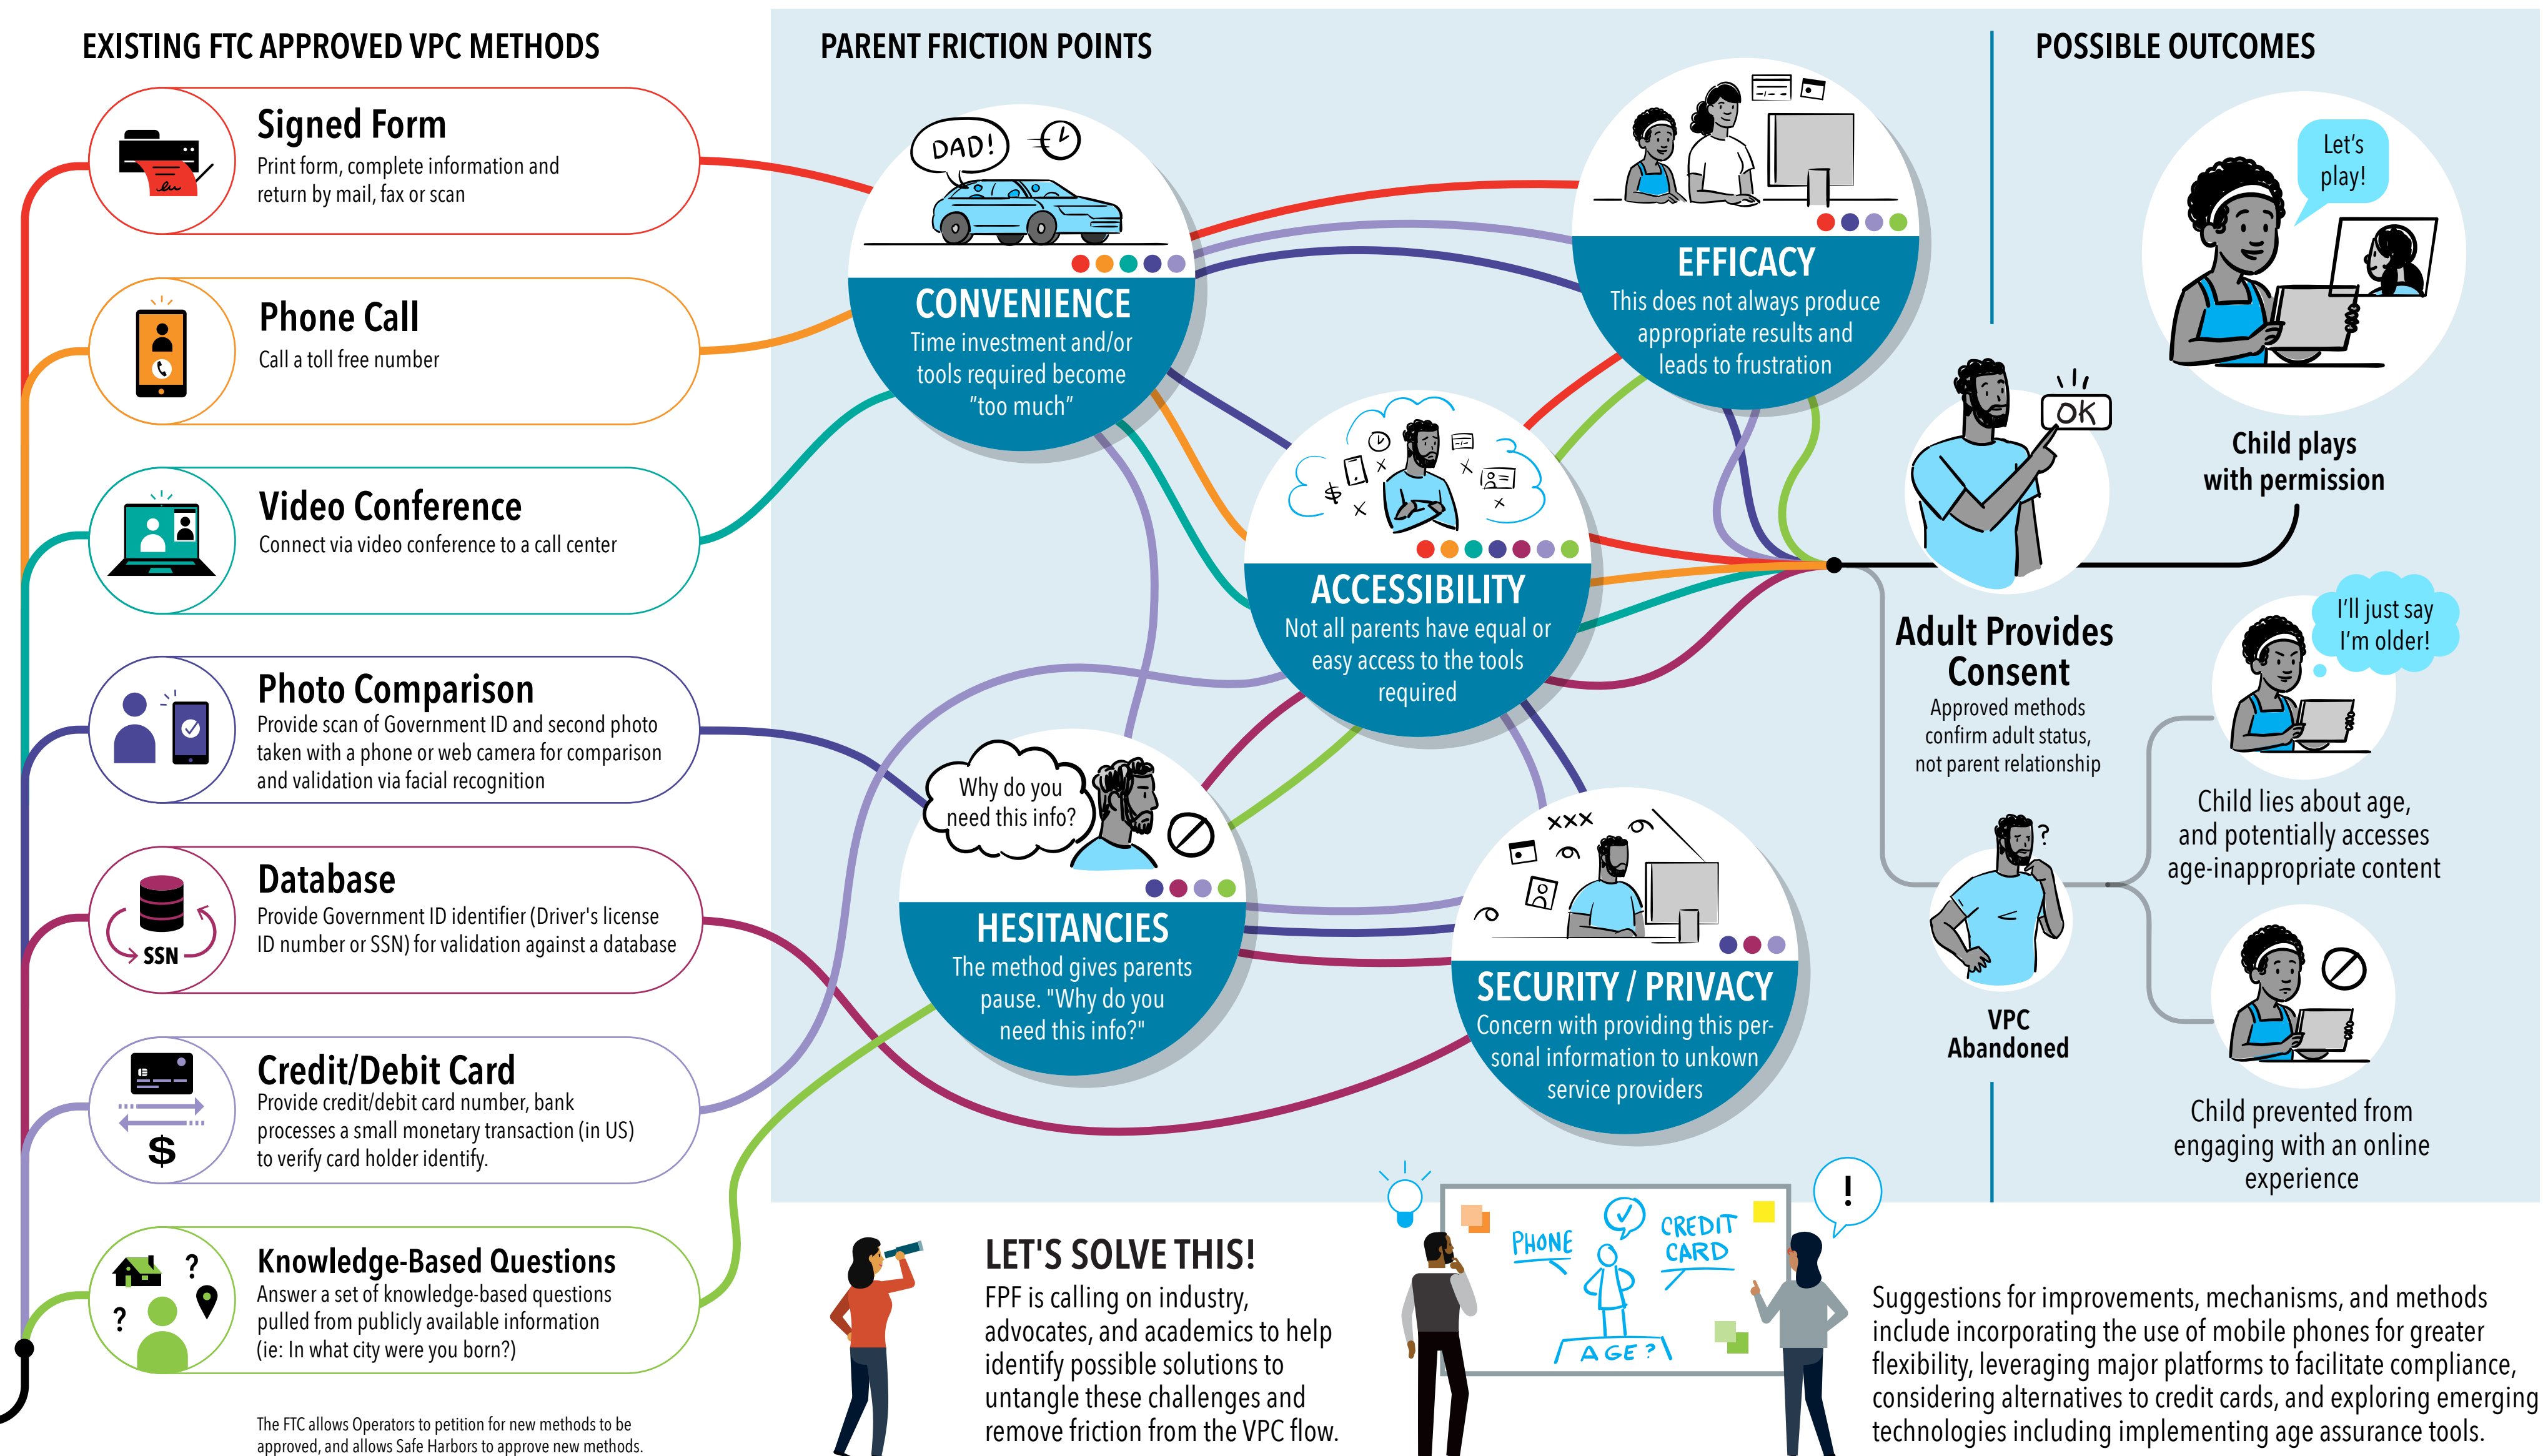 EXISTING FTC APPROVED VPC METHODS
Signed Form
Print form, complete information and
return by mail, fax or scan
Phone Call
Call a toll free number
Video Conference
Connect via video conference to a call center
Photo Comparison
Provide scan of Government ID and second photo
taken with a phone or web camera for comparison
and validation via facial recognition
SSN
Database
Provide Government ID identifier (Driver's license
ID number or SSN) for validation against a database
$
Credit/Debit Card
Provide credit/debit card number, bank
processes a small monetary transaction (in US)
to verify card holder identify.
?
?
Knowledge-Based Questions
Answer a set of knowledge-based questions
pulled from publicly available information
(ie: In what city were you born?)
The FTC allows Operators to petition for new methods to be
approved, and allows Safe Harbors to approve new methods.
PARENT FRICTION POINTS
DAD!
CONVENIENCE
Time investment and/or
tools required become
"too much"
EFFICACY
This does not always produce
appropriate results and
leads to frustration
$
x
x
x
x
ACCESSIBILITY
Not all parents have equal or
easy access to the tools
required
Why do you
need this info?
HESITANCIES
The method gives parents
pause. "Why do you
need this info?"
xxx
SECURITY / PRIVACY
Concern with providing this per-
sonal information to unkown
service providers
POSSIBLE OUTCOMES
Let's
play!
Child plays
with permission
OK
Adult Provides
Consent
Approved methods
confirm adult status,
not parent relationship
I'll just say
I'm older!
Child lies about age,
and potentially accesses
age-inappropriate content
?
VPC
Abandoned
Child prevented from
engaging with an online
experience
LET'S SOLVE THIS!
FPF is calling on industry,
advocates, and academics to help
identify possible solutions to
untangle these challenges and
remove friction from the VPC flow.
PHONE
CREDIT
CARD
AGE?
!
Suggestions for improvements, mechanisms, and methods
include incorporating the use of mobile phones for greater
flexibility, leveraging major platforms to facilitate compliance,
considering alternatives to credit cards, and exploring emerging
technologies including implementing age assurance tools.